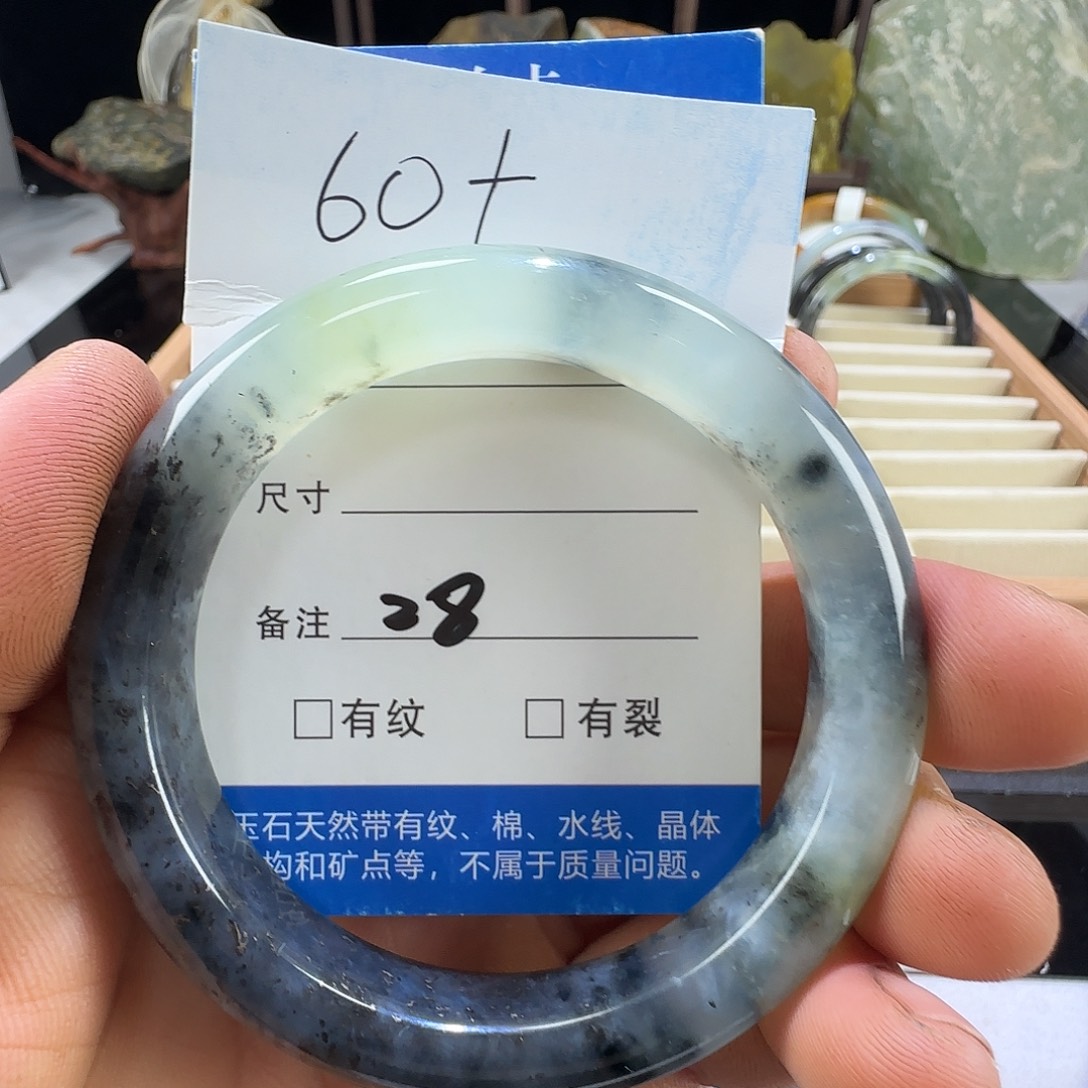 60+
尺寸
备注 28
□有纹 □有裂
玉石天然带有纹、棉、水线、晶体
构和矿点等，不属于质量问题。